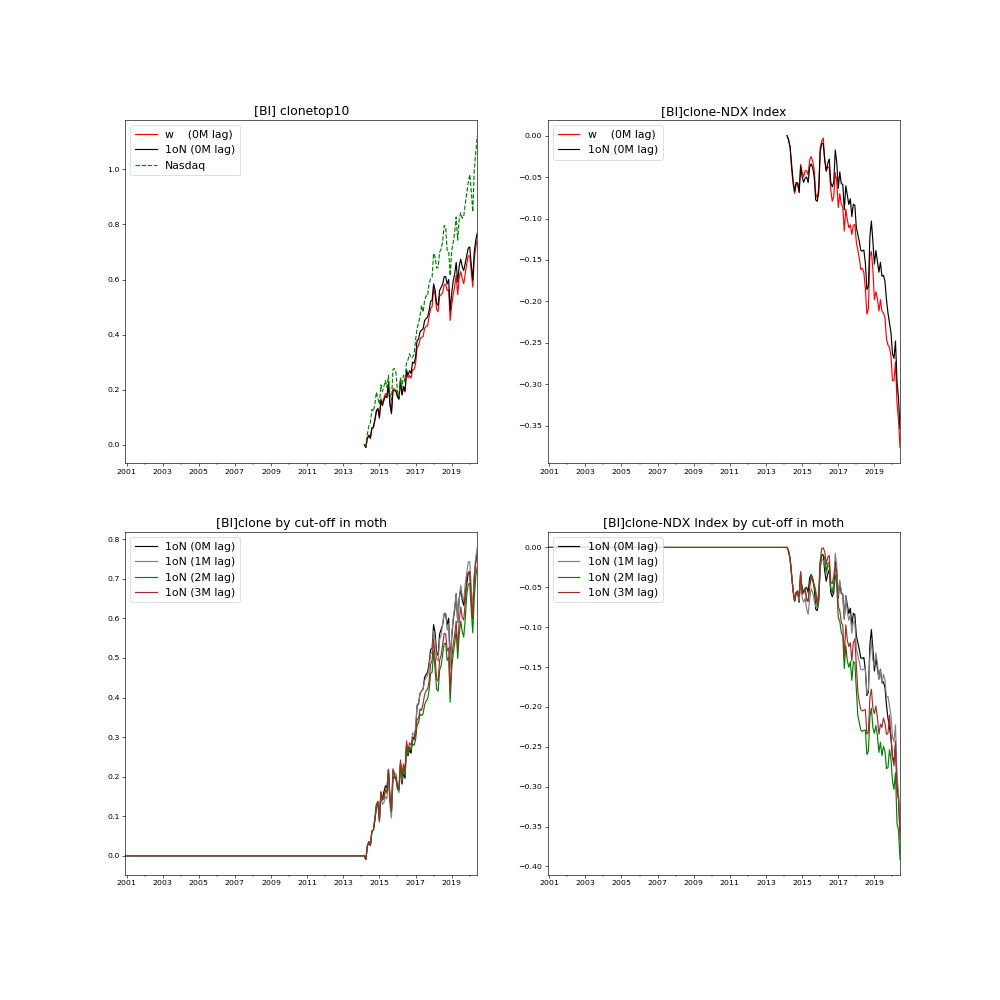 [BI] clonetop10
w (0M lag)
1oN (0M lag)
Nasdaq
1.0
0.8
0.6
0.4
0.2
0.0
2001 2003 2005 2007 2009 2011 2013 2015 2017 2019
[BI]clone-NDX Index
w (0M lag)
1oN (0M lag)
0.00
−0.05
−0.10
−0.15
−0.20
−0.25
−0.30
−0.35
2001 2003 2005 2007 2009 2011 2013 2015 2017 2019
[BI]clone by cut-off in moth
1oN (0M lag)
1oN (1M lag)
1oN (2M lag)
1oN (3M lag)
0.8
0.7
0.6
0.5
0.4
0.3
0.2
0.1
0.0
2001 2003 2005 2007 2009 2011 2013 2015 2017 2019
[BI]clone-NDX Index by cut-off in moth
1oN (0M lag)
1oN (1M lag)
1oN (2M lag)
1oN (3M lag)
0.00
−0.05
−0.10
−0.15
−0.20
−0.25
−0.30
−0.35
−0.40
2001 2003 2005 2007 2009 2011 2013 2015 2017 2019